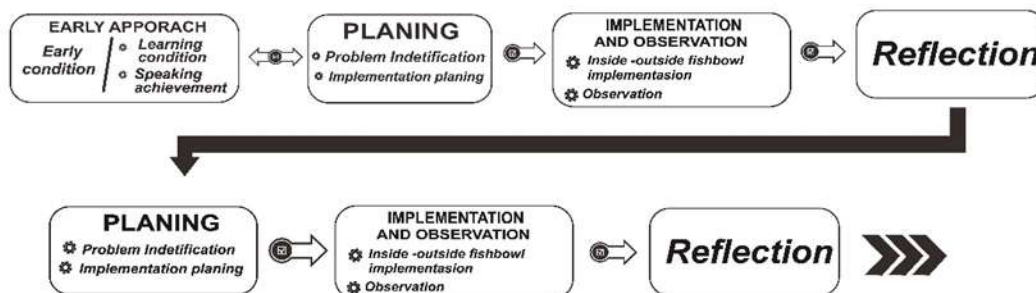 EARLY APPORACH
Early
condition
Learning
condition
Speaking
achievement
PLANING
Problem Indetification
Implementation planing
IMPLEMENTATION
AND OBSERVATION
Inside -outside fishbowl
implementasion
Observation
Reflection
PLANING
Problem Indetification
Implementation planing
IMPLEMENTATION
AND OBSERVATION
Inside -outside fishbowl
implementasion
Observation
Reflection